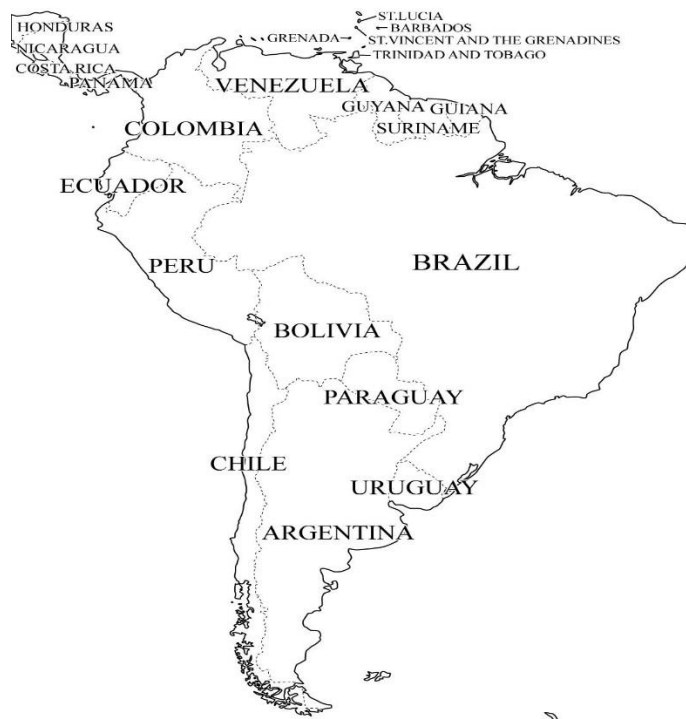 HONDURAS
NICARAGUA
COSTA RICA
PANAMA
GRENADA
ST.LUCIA
BARBADOS
ST.VINCENT AND THE GRENADINES
TRINIDAD AND TOBAGO
VENEZUELA
GUYANA
GUIANA
SURINAME
COLOMBIA
ECUADOR
PERU
BRAZIL
BOLIVIA
PARAGUAY
CHILE
URUGUAY
ARGENTINA